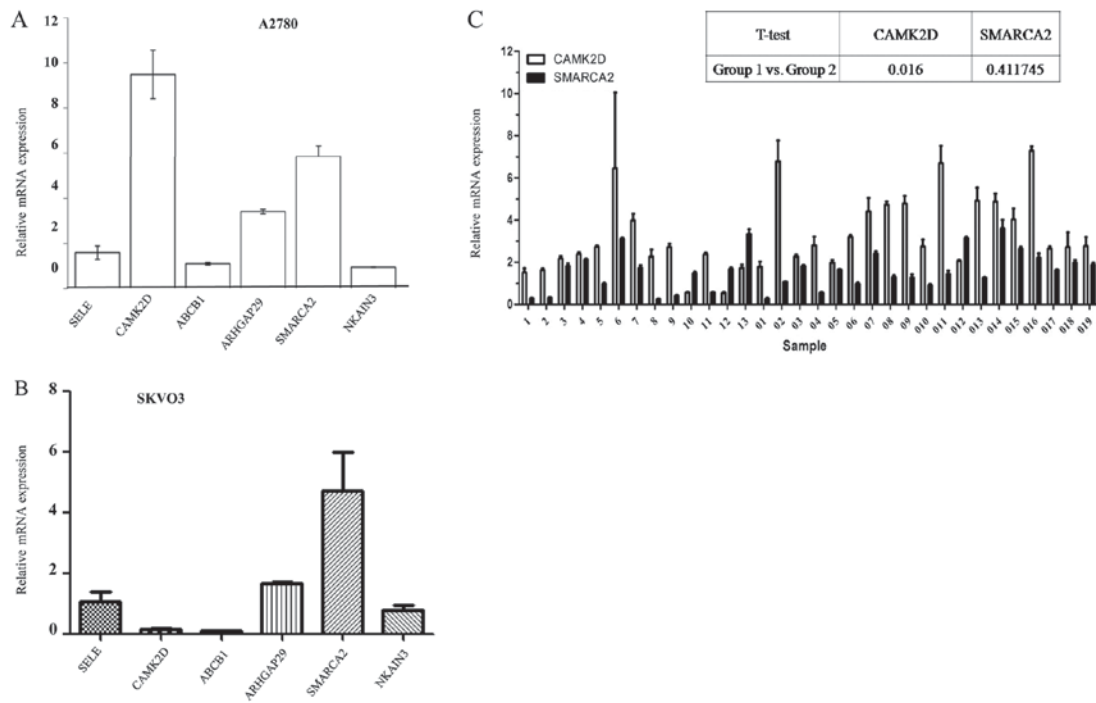 A
A2780
12
10
8
6
4
2
0
Relative mRNA expression
SELE
CAMK2D
ABCB1
ARHGAP29
SMARCA2
NKAIN3
B
SKVO3
8
6
4
2
0
Relative mRNA expression
SELE
CAMK2D
ABCB1
ARHGAP29
SMARCA2
NKAIN3
C
T-test CAMK2D SMARCA2
Group 1 vs. Group 2 0.016 0.411745
CAMK2D
SMARCA2
12
10
8
6
4
2
0
Relative mRNA expression
1 2 3 4 5 6 7 8 9 10 11 12 13 01 02 03 04 05 06 07 08 09 010 011 012 013 014 015 016 017 018 019
Sample